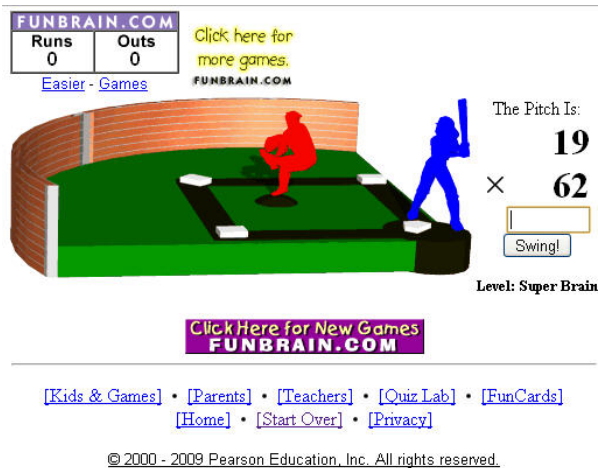 FUNBRAIN.COM
Runs Outs
0 0
Easier - Games
Click here for
more games.
FUNBRAIN.COM
The Pitch Is:
19
× 62
Swing!
Level: Super Brain
Click Here for New Games
FUNBRAIN.COM
[Kids & Games] • [Parents] • [Teachers] • [Quiz Lab] • [FunCards]
[Home] • [Start Over] • [Privacy]
© 2000 - 2009 Pearson Education, Inc. All rights reserved.